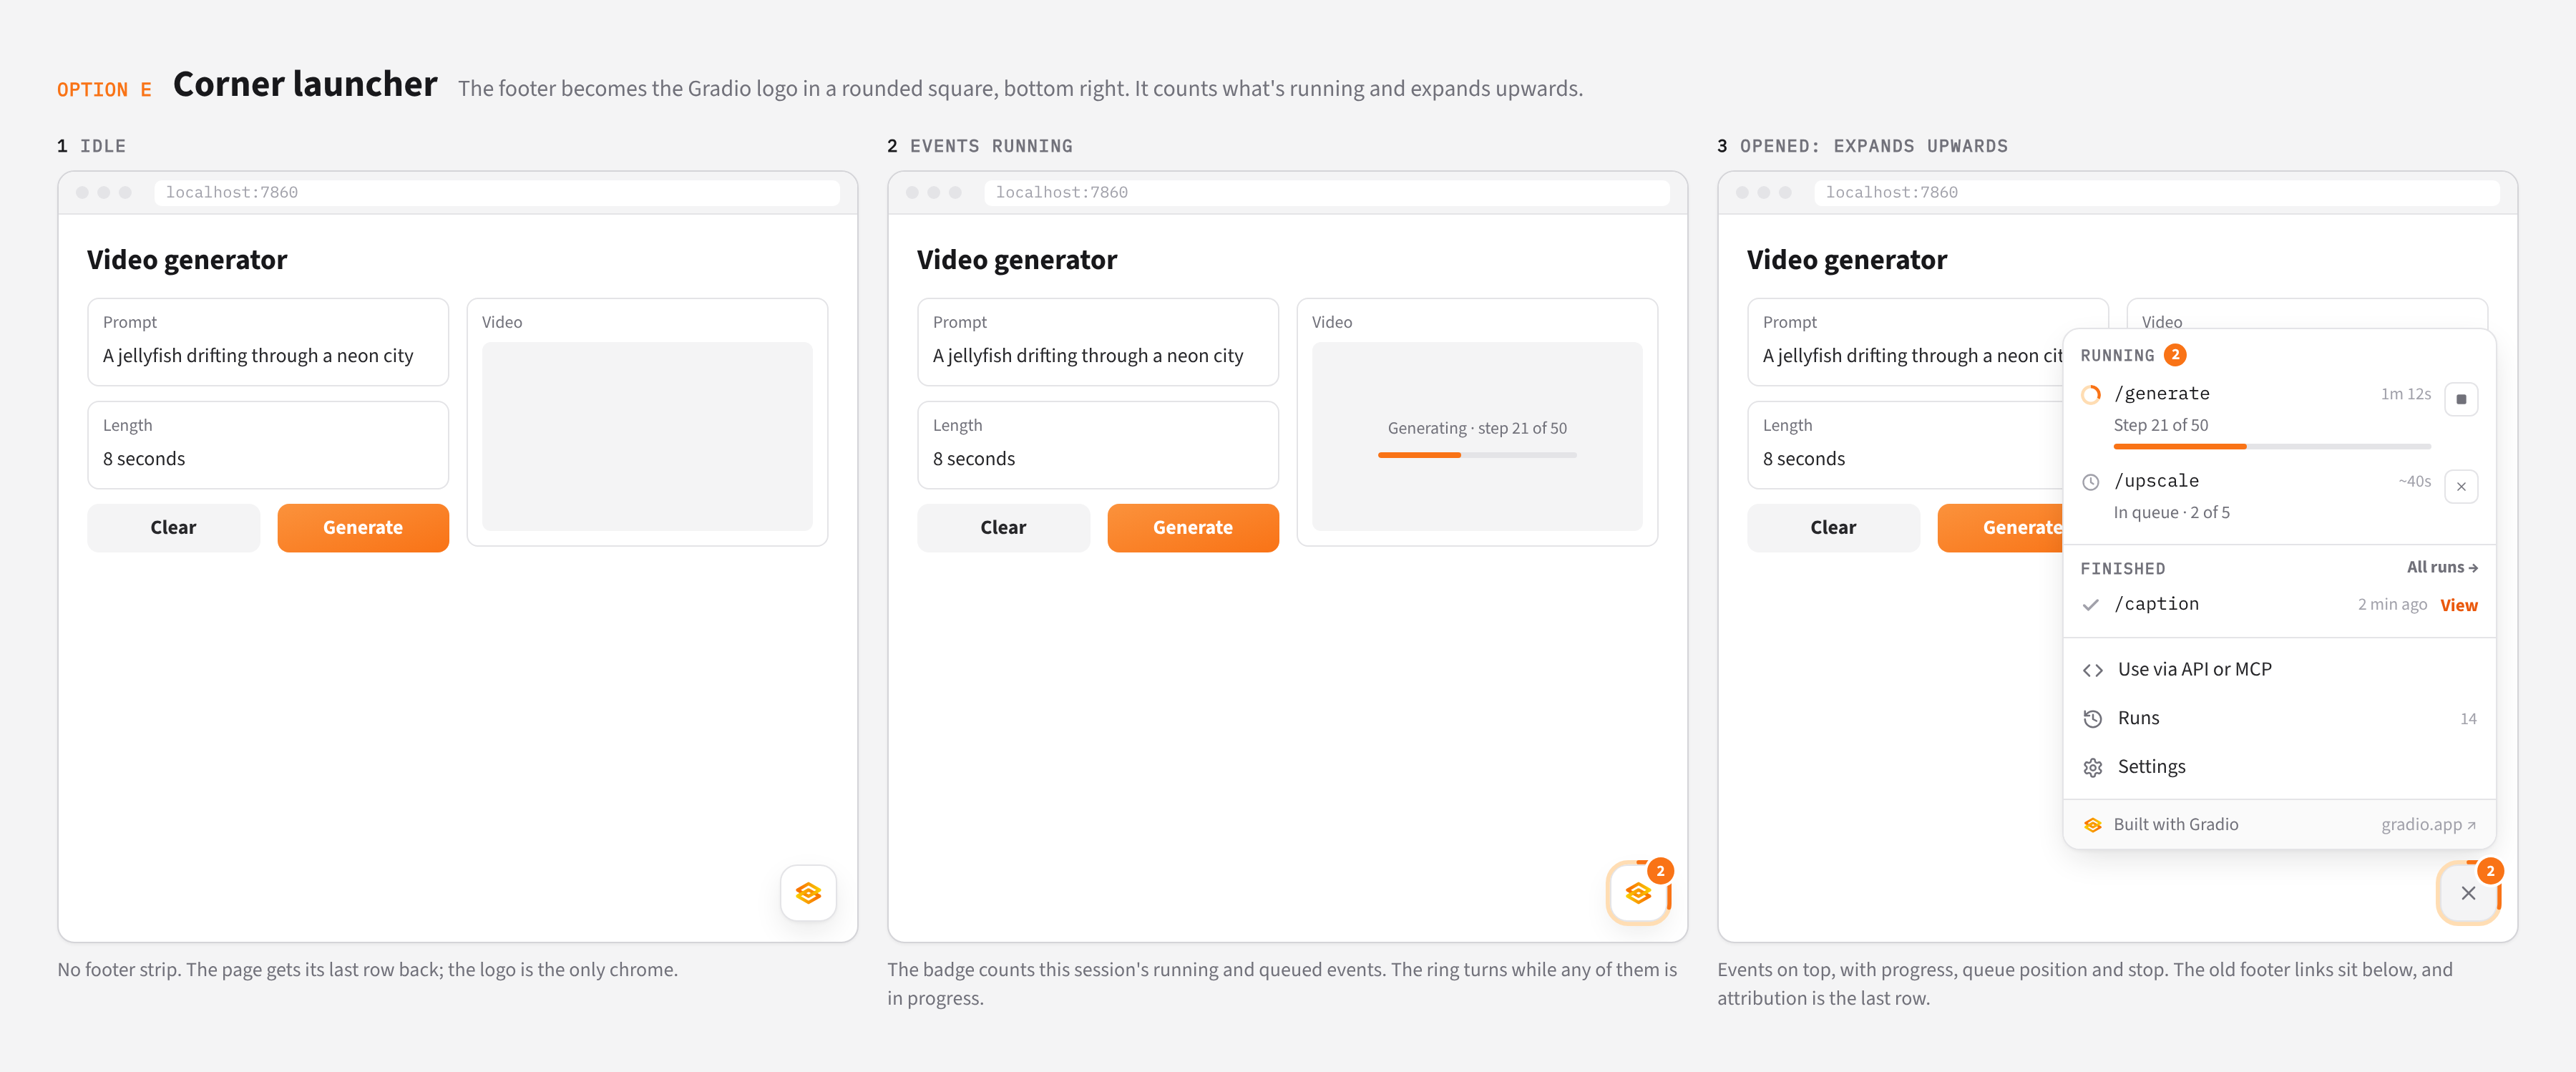 OPTION E Corner launcher The footer becomes the Gradio logo in a rounded square, bottom right. It counts what's running and expands upwards.
1 IDLE
localhost:7860
Video generator
Prompt
A jellyfish drifting through a neon city
Length
8 seconds
Clear
Generate
Video
No footer strip. The page gets its last row back; the logo is the only chrome.
2 EVENTS RUNNING
localhost:7860
Video generator
Prompt
A jellyfish drifting through a neon city
Length
8 seconds
Clear
Generate
Video
Generating · step 21 of 50
2
The badge counts this session's running and queued events. The ring turns while any of them is
in progress.
3 OPENED: EXPANDS UPWARDS
localhost:7860
Video generator
Prompt
A jellyfish drifting through a neon cit
Length
8 seconds
Clear
Generate
Video
RUNNING 2
/generate 1m 12s
Step 21 of 50
/upscale ~40s
In queue · 2 of 5
FINISHED All runs →
/caption 2 min ago View
Use via API or MCP
Runs 14
Settings
Built with Gradio gradio.app ↗
2
Events on top, with progress, queue position and stop. The old footer links sit below, and
attribution is the last row.